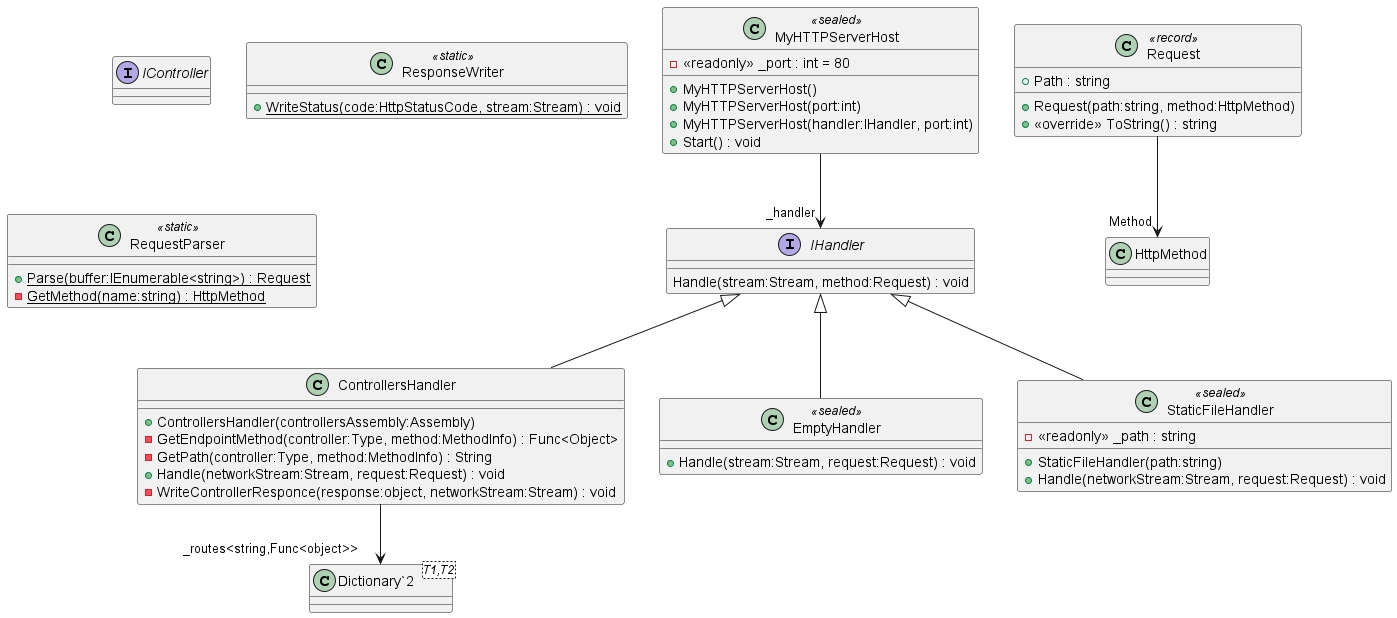 I IController
C «static»
ResponseWriter
WriteStatus(code:HttpStatusCode, stream:Stream) : void
C «sealed»
MyHTTPServerHost
«readonly» _port : int = 80
MyHTTPServerHost()
MyHTTPServerHost(port:int)
MyHTTPServerHost(handler:IHandler, port:int)
Start() : void
C «record»
Request
Path : string
Request(path:string, method:HttpMethod)
«override» ToString() : string
C «static»
RequestParser
Parse(buffer:IEnumerable<string>) : Request
GetMethod(name:string) : HttpMethod
_handler
I IHandler
Handle(stream:Stream, method:Request) : void
Method
C HttpMethod
C ControllersHandler
ControllersHandler(controllersAssembly:Assembly)
GetEndpointMethod(controller:Type, method:MethodInfo) : Func<Object>
GetPath(controller:Type, method:MethodInfo) : String
Handle(networkStream:Stream, request:Request) : void
WriteControllerResponce(response:object, networkStream:Stream) : void
C «sealed»
EmptyHandler
Handle(stream:Stream, request:Request) : void
C «sealed»
StaticFileHandler
«readonly» _path : string
StaticFileHandler(path:string)
Handle(networkStream:Stream, request:Request) : void
_routes<string,Func<object>>
C Dictionary`2 T1,T2